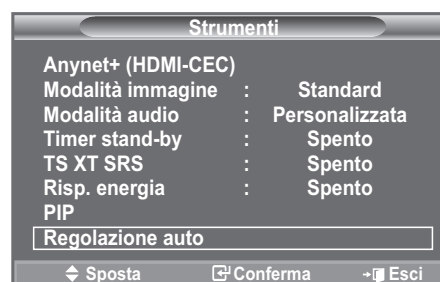 Strumenti
Anynet+ (HDMI-CEC)
Modalità immagine : Standard
Modalità audio : Personalizzata
Timer stand-by : Spento
TS XT SRS : Spento
Risp. energia : Spento
PIP
Regolazione auto
Sposta Conferma Esci